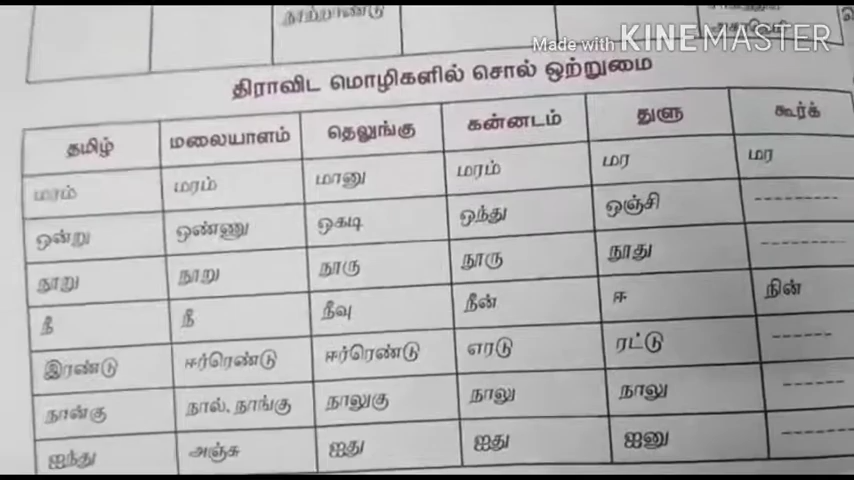 நூற்றாண்டு
Made with KINEMASTER
திராவிட மொழிகளில் சொல் ஒற்றுமை
தமிழ் மலையாளம் தெலுங்கு கன்னடம் துளு கூர்க்
மரம் மரம் மானு மரம் மர மர
ஒன்று ஒண்ணு ஒகடி ஒந்து ஒஞ்சி ---------
நூறு நூறு நூரு நூரு நூது ---------
நீ நீ நீவு நீன் ஈ நின்
இரண்டு ஈர்ரெண்டு ஈர்ரெண்டு எரடு ரட்டு ------
நான்கு நால், நாங்கு நாலுகு நாலு நாலு ------
ஐந்து அஞ்சு ஐது ஐது ஐனு ------